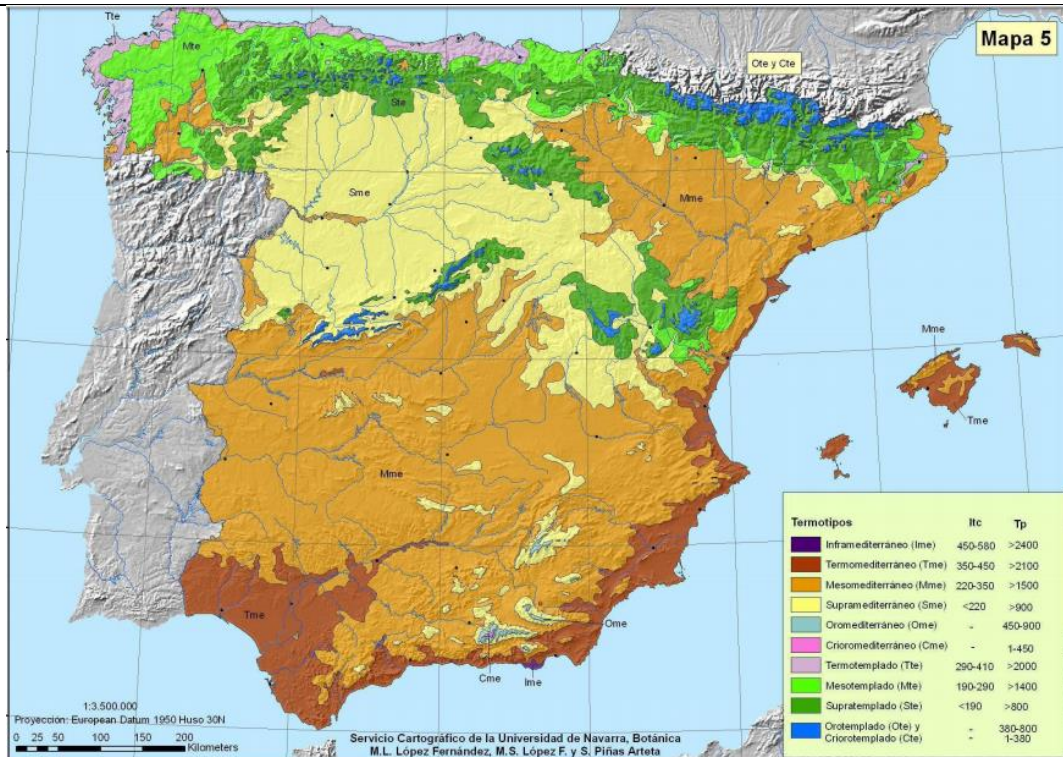 Mapa 5
Tte
Mte
Ote y Cte
Ste
Sme
Mme
Mme
Tme
Mme
Tme
Ome
Cme
Ime
Termotipos Itc Tp
Inframediterráneo (Ime) 450-580 >2400
Termomediterráneo (Tme) 350-450 >2100
Mesomediterráneo (Mme) 220-350 >1500
Supramediterráneo (Sme) <220 >900
Oromediterráneo (Ome) - 450-900
Crioromediterráneo (Cme) - 1-450
Termotemplado (Tte) 290-410 >2000
Mesotemplado (Mte) 190-290 >1400
Supratemplado (Ste) <190 >800
Orotemplado (Ote) y - 380-800
Criorotemplado (Cte) - 1-380
1:3.500.000
Proyección: European Datum 1950 Huso 30N
0 25 50 100 150 200
Kilometers
Servicio Cartográfico de la Universidad de Navarra, Botánica
M.L. López Fernández, M.S. López F. y S. Piñas Arteta